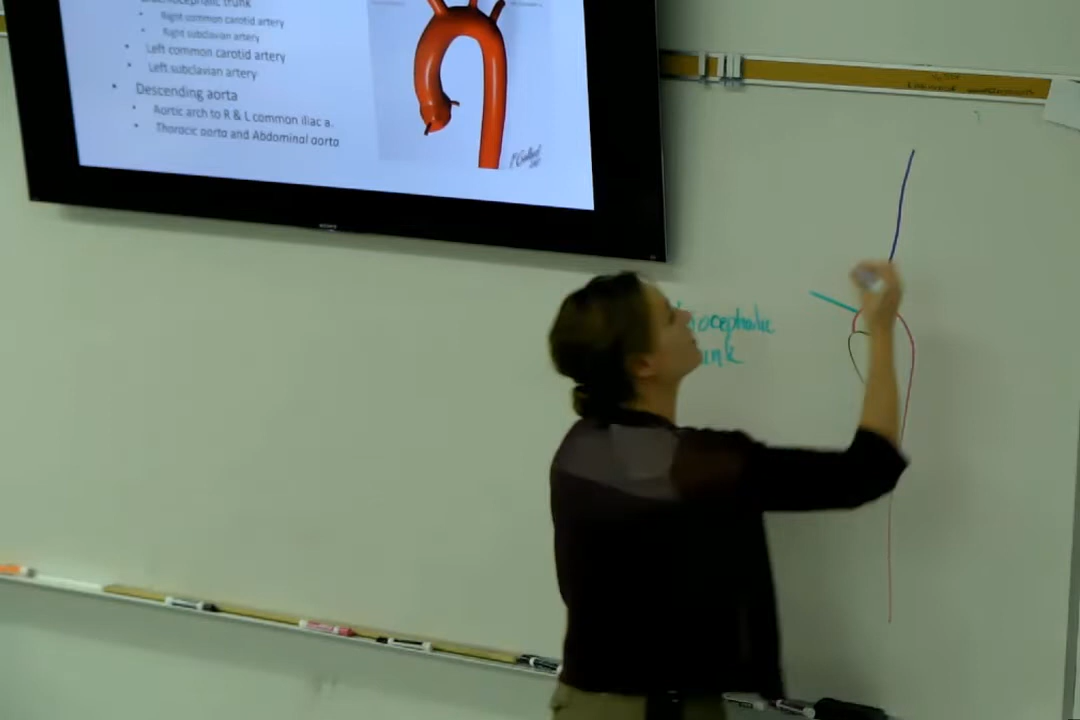 Right common carotid artery
Right subclavian artery
Left common carotid artery
Left subclavian artery
Descending aorta
Aortic arch to R & L common iliac a.
Thoracic aorta and Abdominal aorta
SONY